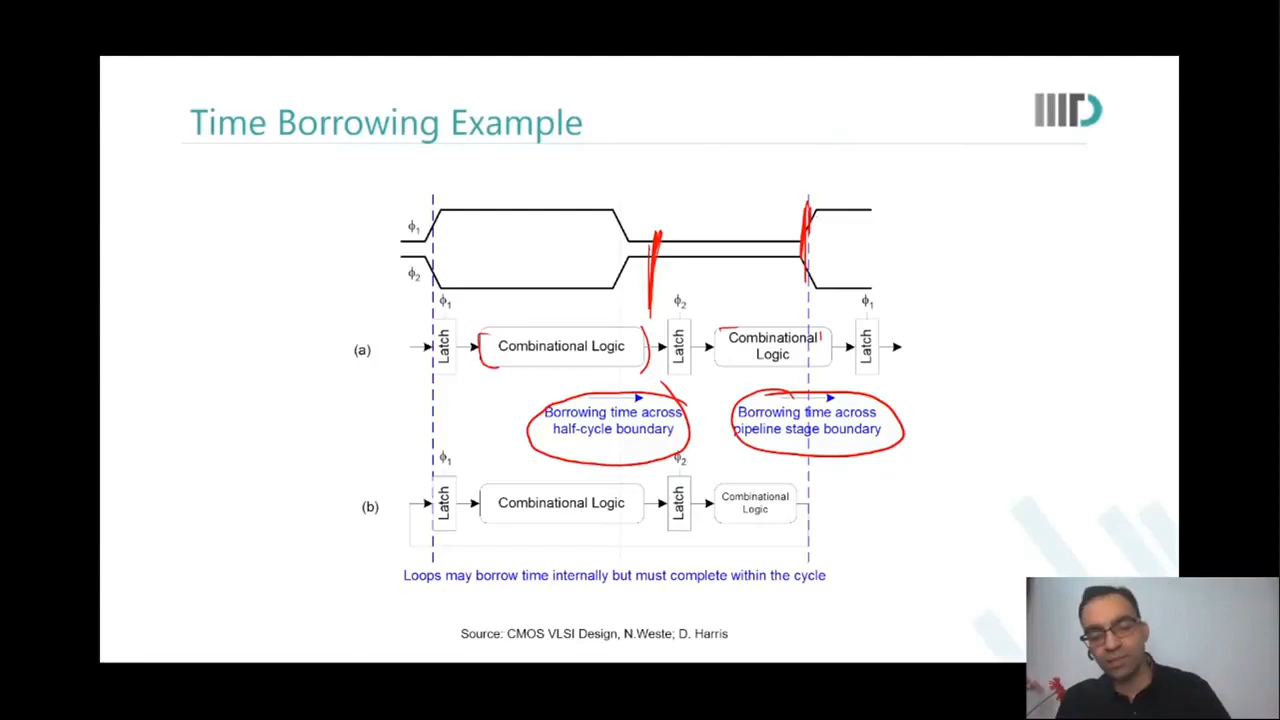 Time Borrowing Example
ϕ1
ϕ2
ϕ1
ϕ2
ϕ1
(a)
Latch
Combinational Logic
Latch
Combinational
Logic
Latch
Borrowing time across
half-cycle boundary
Borrowing time across
pipeline stage boundary
ϕ1
ϕ2
(b)
Latch
Combinational Logic
Latch
Combinational
Logic
Loops may borrow time internally but must complete within the cycle
Source: CMOS VLSI Design, N.Weste; D. Harris